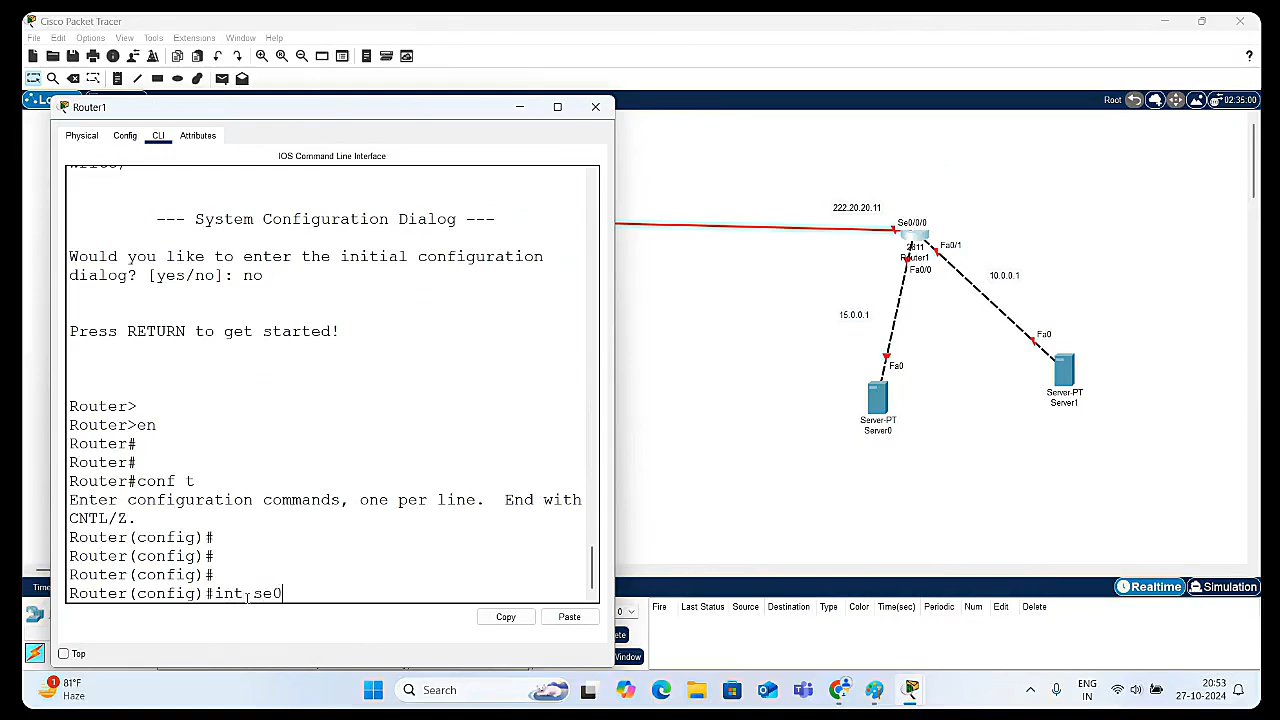 Cisco Packet Tracer
File Edit Options View Tools Extensions Window Help
?
Root
02:35:00
Router1
Physical Config CLI Attributes
IOS Command Line Interface
--- System Configuration Dialog ---
Would you like to enter the initial configuration
dialog? [yes/no]: no
Press RETURN to get started!
Router>
Router>en
Router#
Router#
Router#conf t
Enter configuration commands, one per line. End with
CNTL/Z.
Router(config)#
Router(config)#
Router(config)#
Router(config)#int se0
Copy Paste
Top
222.20.20.11
Se0/0/0
Fa0/1
2811
Router1
Fa0/0
10.0.0.1
15.0.0.1
Fa0
Fa0
Server-PT
Server1
Server-PT
Server0
Realtime Simulation
0
Fire Last Status Source Destination Type Color Time(sec) Periodic Num Edit Delete
1
81°F
Haze
Search
ENG
IN
20:53
27-10-2024